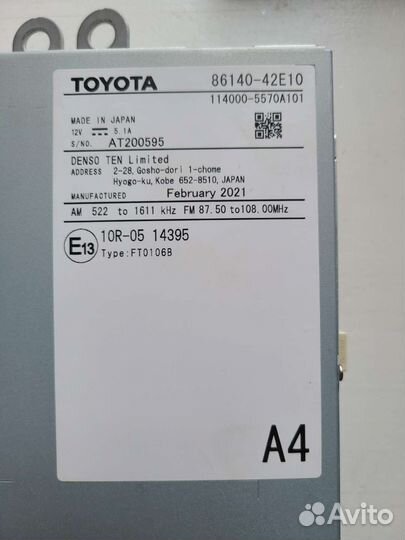 TOYOTA 86140-42E10
114000-5570A101
MADE IN JAPAN
12V 5.1A
S/NO. AT200595
DENSO TEN Limited
ADDRESS 2-28, Gosho-dori 1-chome
Hyogo-ku, Kobe 652-8510, JAPAN
MANUFACTURED February 2021
AM 522 to 1611 kHz FM 87.50 to108.00MHz
E13 10R-05 14395
Type:FT0106B
A4
Avito